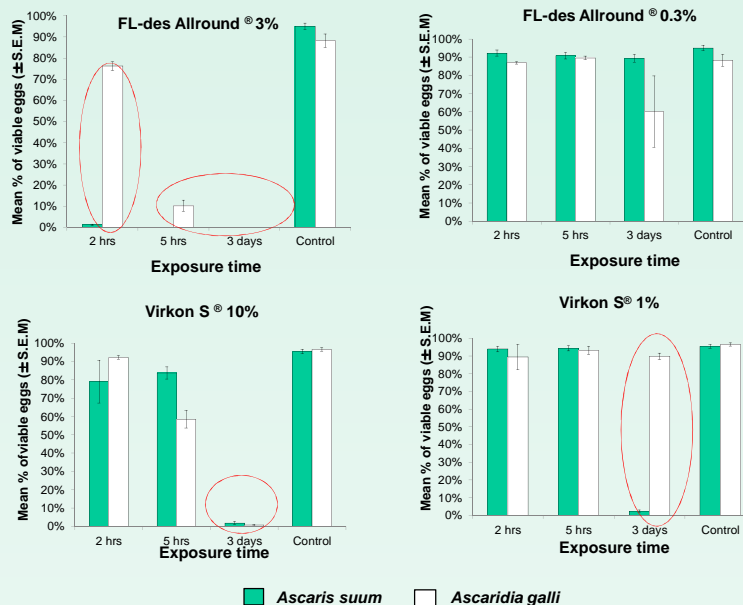 FL-des Allround ® 3%
Mean % of viable eggs (± S.E.M)
100%
90%
80%
70%
60%
50%
40%
30%
20%
10%
0%
2 hrs 5 hrs 3 days Control
Exposure time
FL-des Allround ® 0.3%
Mean % of viable eggs (± S.E.M)
100%
90%
80%
70%
60%
50%
40%
30%
20%
10%
0%
2 hrs 5 hrs 3 days Control
Exposure time
Virkon S ® 10%
Mean % of viable eggs (± S.E.M)
100%
90%
80%
70%
60%
50%
40%
30%
20%
10%
0%
2 hrs 5 hrs 3 days Control
Exposure time
Virkon S® 1%
Mean % of viable eggs (± S.E.M)
100%
90%
80%
70%
60%
50%
40%
30%
20%
10%
0%
2 hrs 5 hrs 3 days Control
Exposure time
Ascaris suum Ascaridia galli